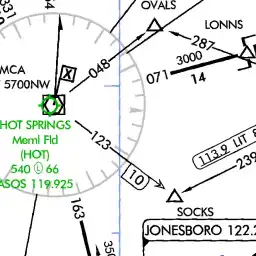 OVALS
LONNS
287
3000
071
14
MCA
5700NW
X
048
HOT SPRINGS
Meml Fld
(HOT)
540 L 66
ASOS 119.925
123
10
113.9 LIT
239
SOCKS
163
JONESBORO 122.2
350